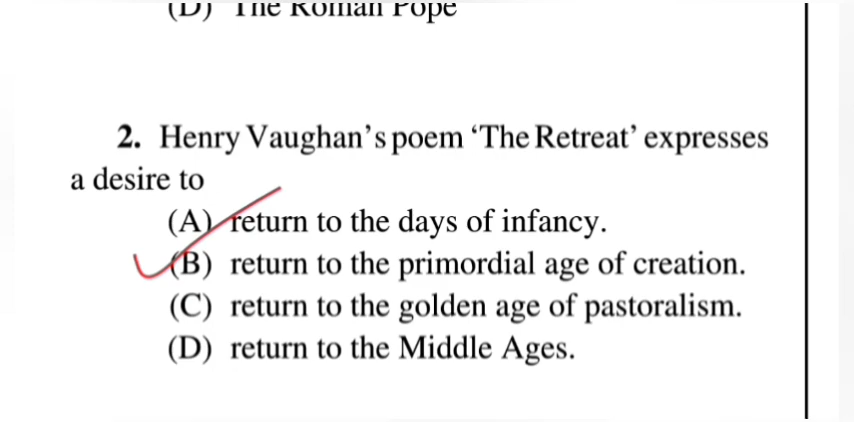 (D) The Roman Pope
2. Henry Vaughan's poem ‘The Retreat’ expresses
a desire to
(A) return to the days of infancy.
(B) return to the primordial age of creation.
(C) return to the golden age of pastoralism.
(D) return to the Middle Ages.